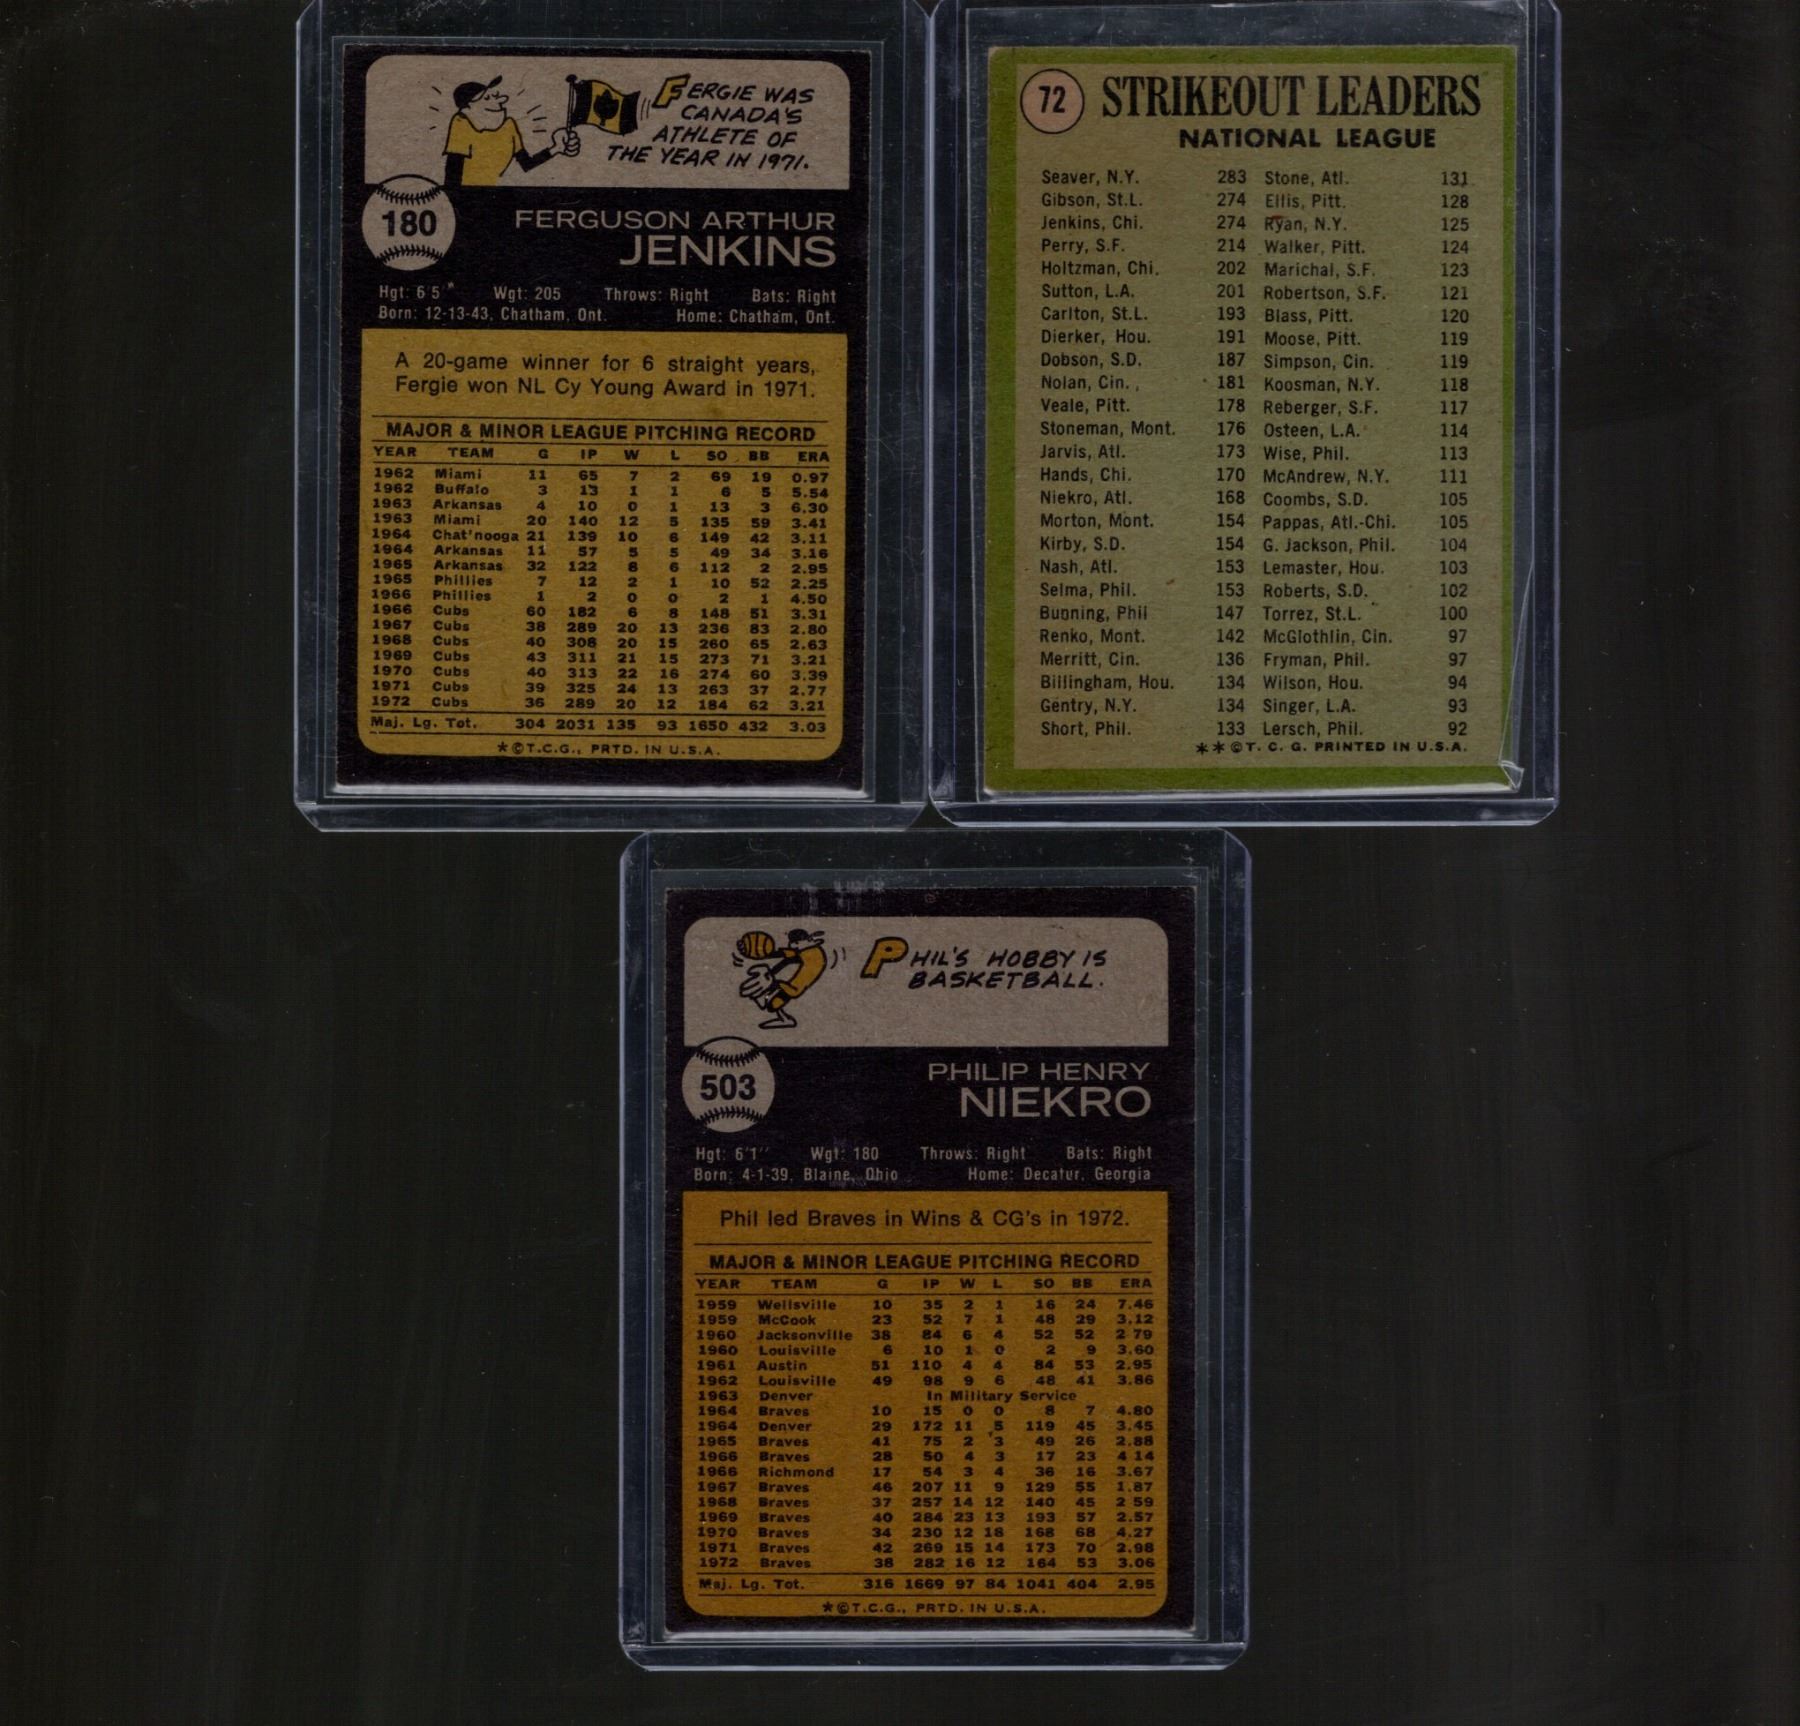 FERGIE WAS
CANADA'S
ATHLETE OF
THE YEAR IN 1971.
180
FERGUSON ARTHUR
JENKINS
Hgt: 6'5" Wgt: 205 Throws: Right Bats: Right
Born: 12-13-43, Chatham, Ont. Home: Chatham, Ont.
A 20-game winner for 6 straight years,
Fergie won NL Cy Young Award in 1971.
MAJOR & MINOR LEAGUE PITCHING RECORD
YEAR TEAM G IP W L SO BB ERA
1962 Miami 11 65 7 2 69 19 0.97
1962 Buffalo 3 13 1 1 6 5 5.54
1963 Arkansas 4 10 0 1 13 3 6.30
1963 Miami 20 140 12 5 135 59 3.41
1964 Chat'nooga 21 139 10 6 149 42 3.11
1964 Arkansas 11 57 5 5 49 34 3.16
1965 Arkansas 32 122 8 6 112 2 2.95
1965 Phillies 7 12 2 1 10 52 2.25
1966 Phillies 1 2 0 0 2 1 4.50
1966 Cubs 60 182 6 8 148 51 3.31
1967 Cubs 38 289 20 13 236 83 2.80
1968 Cubs 40 308 20 15 260 65 2.63
1969 Cubs 43 311 21 15 273 71 3.21
1970 Cubs 40 313 22 16 274 60 3.39
1971 Cubs 39 325 24 13 263 37 2.77
1972 Cubs 36 289 20 12 184 62 3.21
Maj. Lg. Tot. 304 2031 135 93 1650 432 3.03
*©T.C.G., PRTD. IN U.S.A.
72
STRIKEOUT LEADERS
NATIONAL LEAGUE
Seaver, N.Y. 283 Stone, Atl. 131
Gibson, St.L. 274 Ellis, Pitt. 128
Jenkins, Chi. 274 Ryan, N.Y. 125
Perry, S.F. 214 Walker, Pitt. 124
Holtzman, Chi. 202 Marichal, S.F. 123
Sutton, L.A. 201 Robertson, S.F. 121
Carlton, St.L. 193 Blass, Pitt. 120
Dierker, Hou. 191 Moose, Pitt. 119
Dobson, S.D. 187 Simpson, Cin. 119
Nolan, Cin. 181 Koosman, N.Y. 118
Veale, Pitt. 178 Reberger, S.F. 117
Stoneman, Mont. 176 Osteen, L.A. 114
Jarvis, Atl. 173 Wise, Phil. 113
Hands, Chi. 170 McAndrew, N.Y. 111
Niekro, Atl. 168 Coombs, S.D. 105
Morton, Mont. 154 Pappas, Atl.-Chi. 105
Kirby, S.D. 154 G. Jackson, Phil. 104
Nash, Atl. 153 Lemaster, Hou. 103
Selma, Phil. 153 Roberts, S.D. 102
Bunning, Phil 147 Torrez, St.L. 100
Renko, Mont. 142 McGlothlin, Cin. 97
Merritt, Cin. 136 Fryman, Phil. 97
Billingham, Hou. 134 Wilson, Hou. 94
Gentry, N.Y. 134 Singer, L.A. 93
Short, Phil. 133 Lersch, Phil. 92
**©T. C. G. PRINTED IN U.S.A.
PHIL'S HOBBY IS
BASKETBALL.
503
PHILIP HENRY
NIEKRO
Hgt: 6'1'' Wgt: 180 Throws: Right Bats: Right
Born: 4-1-39, Blaine, Ohio Home: Decatur, Georgia
Phil led Braves in Wins & CG's in 1972.
MAJOR & MINOR LEAGUE PITCHING RECORD
YEAR TEAM G IP W L SO BB ERA
1959 Wellsville 10 35 2 1 16 24 7.46
1959 McCook 23 52 7 1 48 29 3.12
1960 Jacksonville 38 84 6 4 52 52 2.79
1960 Louisville 6 10 1 0 2 9 3.60
1961 Austin 51 110 4 4 84 53 2.95
1962 Louisville 49 98 9 6 48 41 3.86
1963 Denver In Military Service
1964 Braves 10 15 0 0 8 7 4.80
1964 Denver 29 172 11 5 119 45 3.45
1965 Braves 41 75 2 3 49 26 2.88
1966 Braves 28 50 4 3 17 23 4.14
1966 Richmond 17 54 3 4 36 16 3.67
1967 Braves 46 207 11 9 129 55 1.87
1968 Braves 37 257 14 12 140 45 2.59
1969 Braves 40 284 23 13 193 57 2.57
1970 Braves 34 230 12 18 168 68 4.27
1971 Braves 42 269 15 14 173 70 2.98
1972 Braves 38 282 16 12 164 53 3.06
Maj. Lg. Tot. 316 1669 97 84 1041 404 2.95
*©T.C.G., PRTD. IN U.S.A.